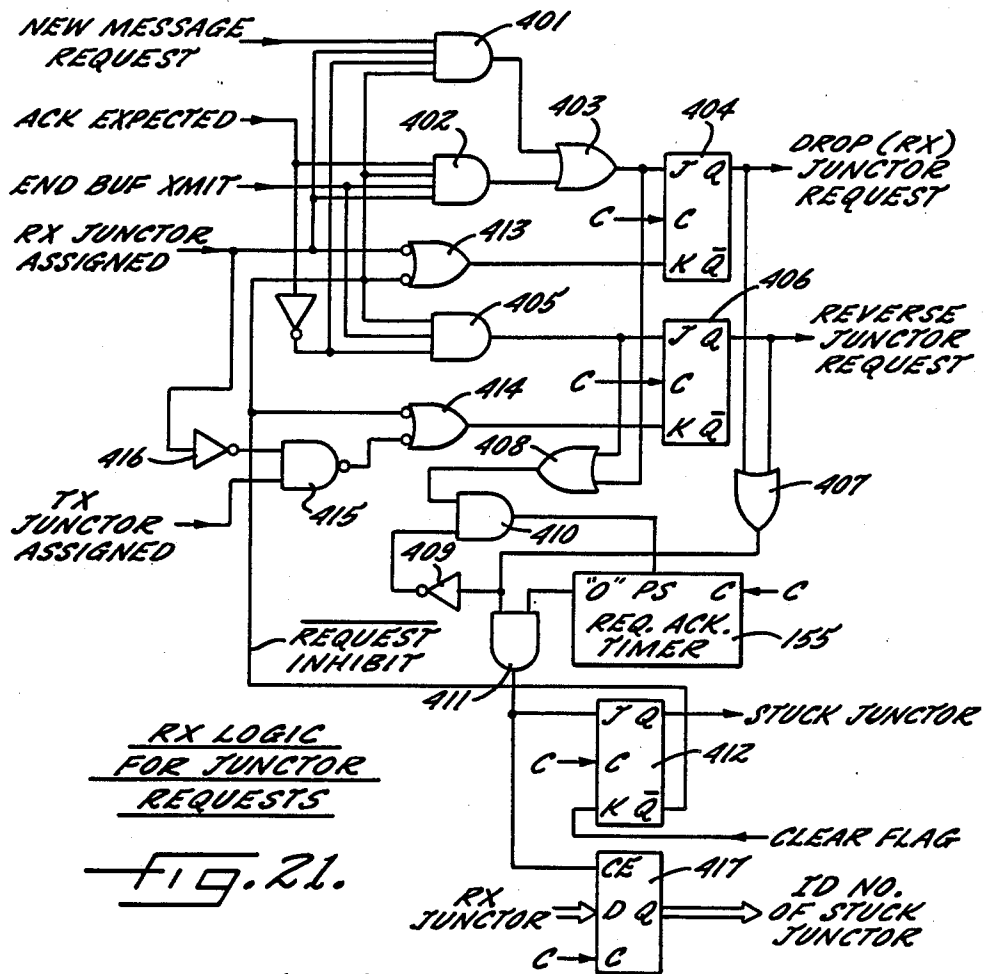 NEW MESSAGE
REQUEST
401
ACK EXPECTED
402
403
404
END BUF XMIT
J Q
DROP (RX)
JUNCTOR
REQUEST
C
C
K Q̅
RX JUNCTOR
ASSIGNED
413
405
406
J Q
REVERSE
JUNCTOR
REQUEST
C
C
K Q̅
414
416
415
408
407
TX
JUNCTOR
ASSIGNED
410
409
"O" PS C
C
REQ. ACK.
TIMER
155
REQUEST
INHIBIT
411
J Q
STUCK JUNCTOR
C
C
412
K Q̅
CLEAR FLAG
RX LOGIC
FOR JUNCTOR
REQUESTS
Fig. 21.
CE
417
RX
JUNCTOR
D Q
ID NO.
OF STUCK
JUNCTOR
C
C